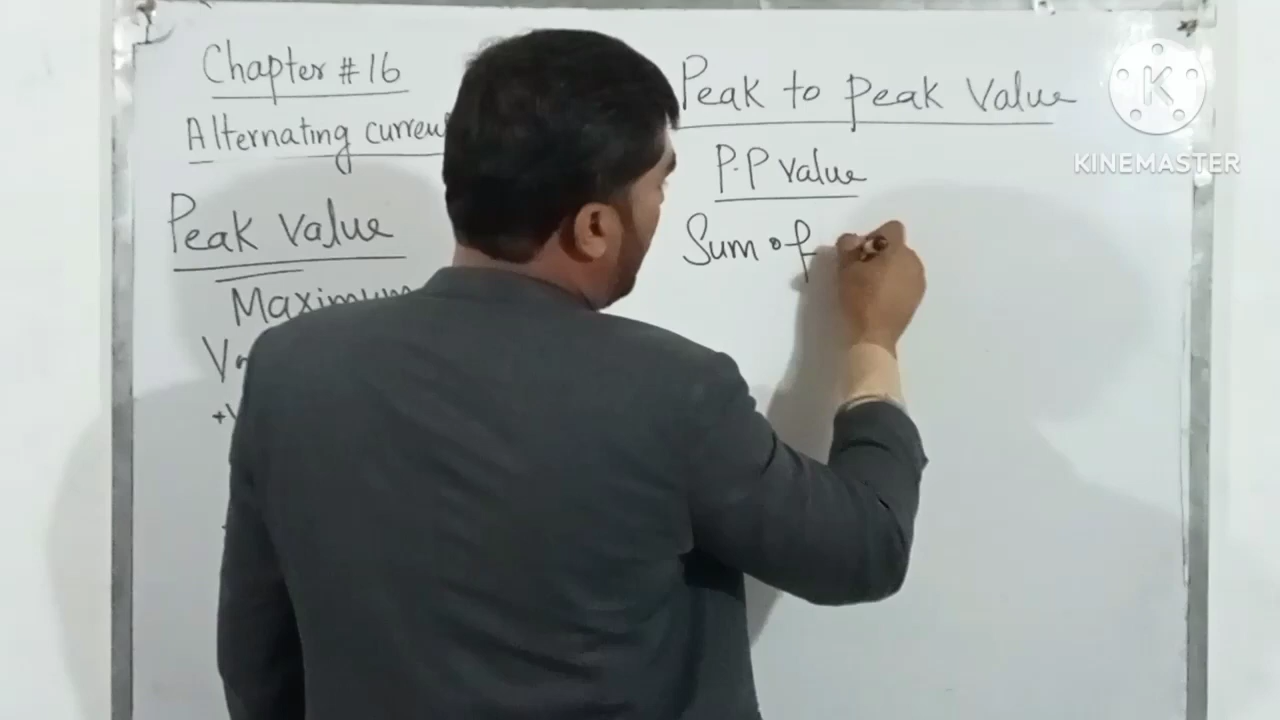 Chapter #16
Alternating curren
Peak value
Maximum
Peak to peak value
P.P value
Sum of
K
KINEMASTER